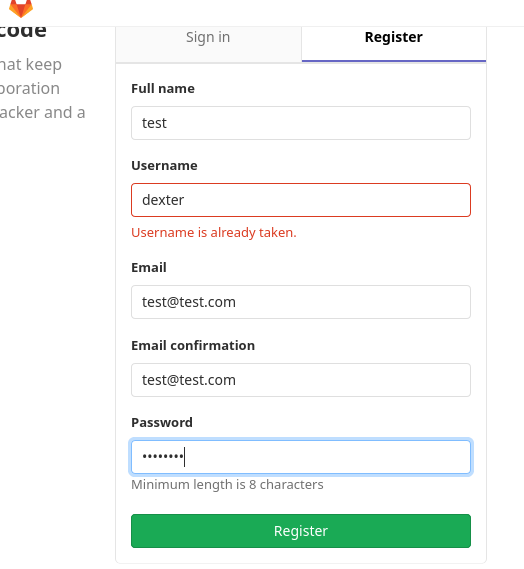 code
Sign in
Register
hat keep
Full name
boration
acker and a
test
Username
dexter
Username is already taken.
Email
test@test.com
Email confirmation
test@test.com
Password
••••••••
Minimum length is 8 characters
Register